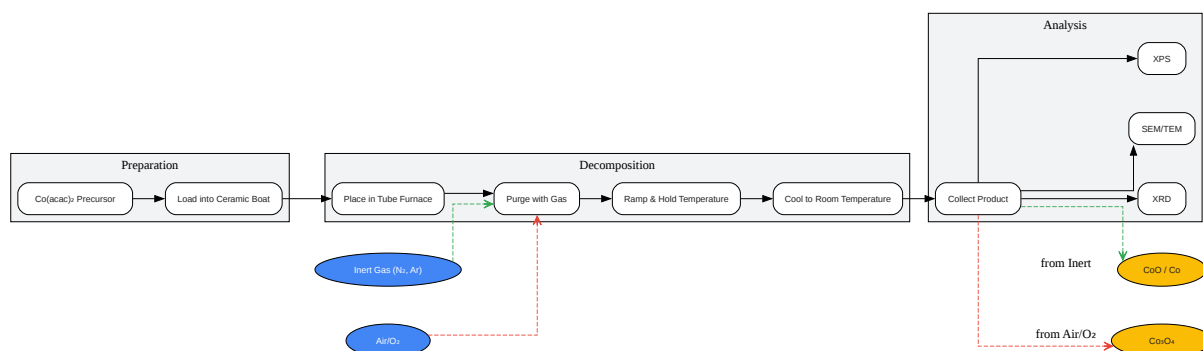 Analysis
XPS
SEM/TEM
Preparation
Decomposition
Co(acac)₂ Precursor
Load into Ceramic Boat
Place in Tube Furnace
Purge with Gas
Ramp & Hold Temperature
Cool to Room Temperature
Collect Product
XRD
Inert Gas (N₂, Ar)
from Inert
CoO / Co
Air/O₂
from Air/O₂
Co₃O₄